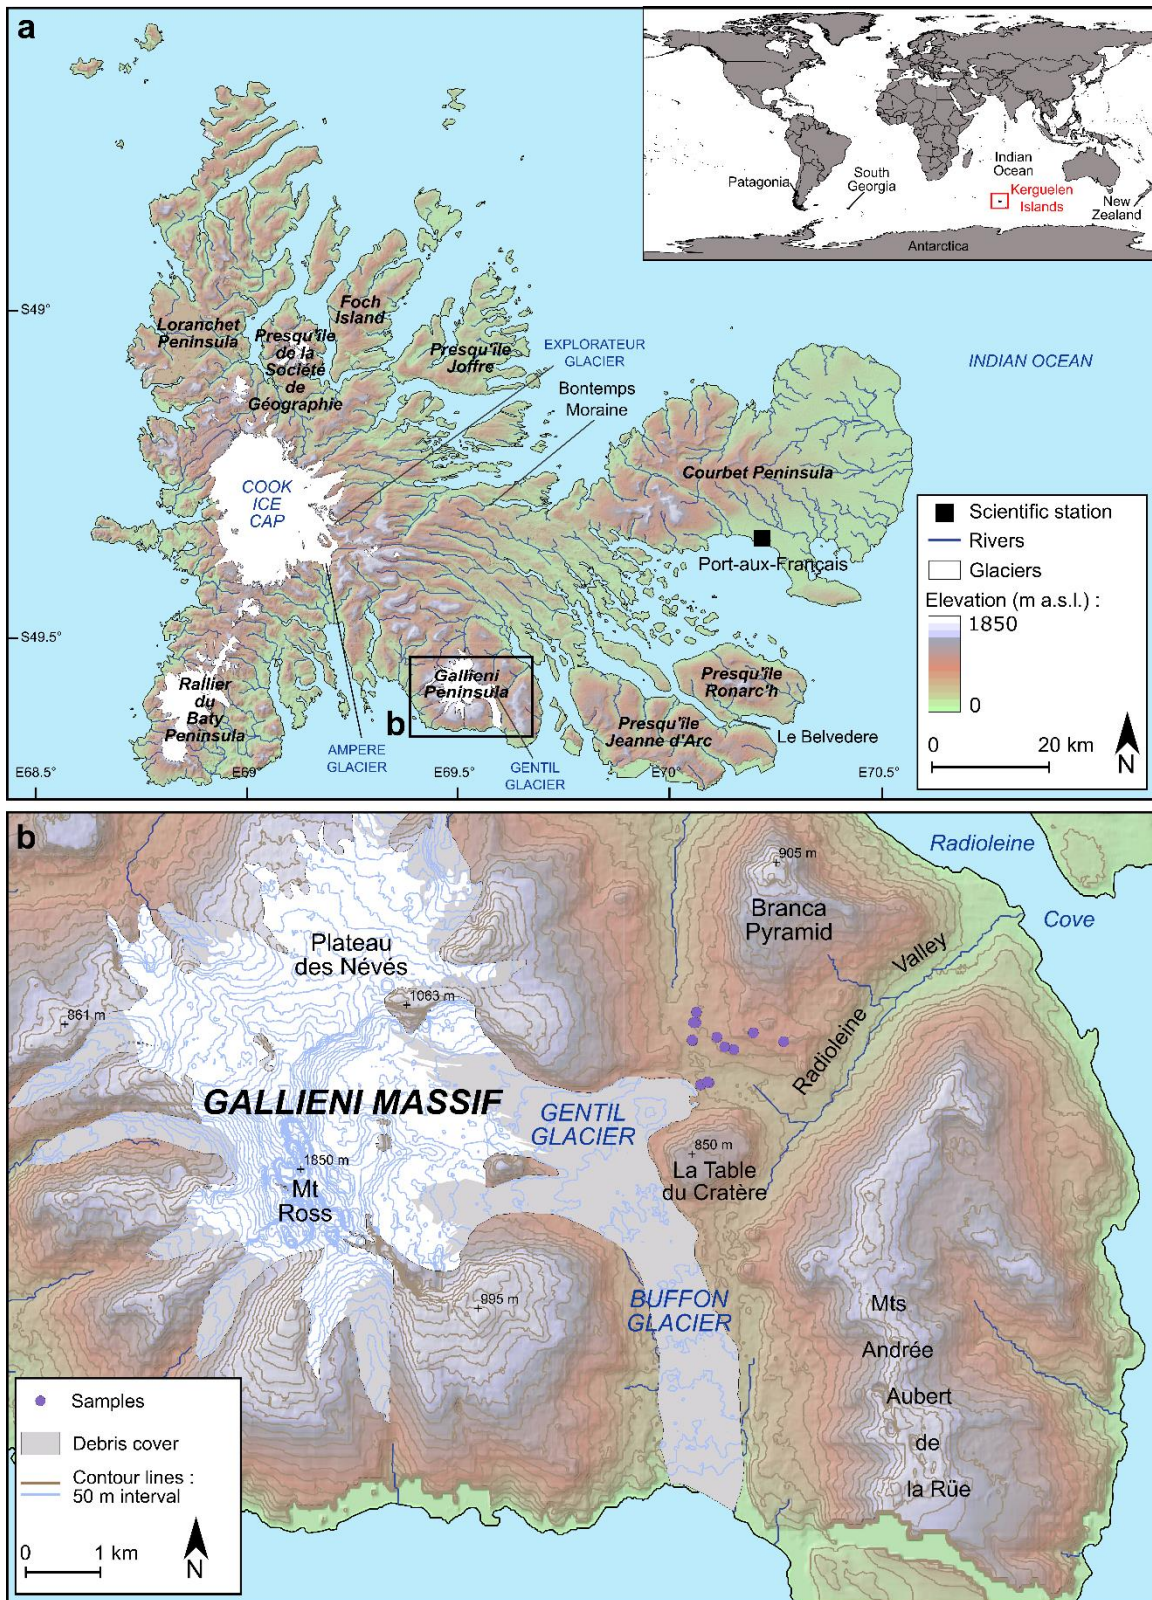 a
Patagonia
South
Georgia
Indian
Ocean
Kerguelen
Islands
New
Zealand
Antarctica
S49°
Loranchet
Peninsula
Presqu'île
de la
Société
de
Géographie
Foch
Island
Presqu'île
Joffre
EXPLORATEUR
GLACIER
Bontemps
Moraine
INDIAN OCEAN
COOK
ICE
CAP
Courbet Peninsula
Port-aux-Français
S49.5°
Rallier
du
Baty
Peninsula
Gallieni
Peninsula
b
AMPERE
GLACIER
GENTIL
GLACIER
Presqu'île
Ronarc'h
Presqu'île
Jeanne d'Arc
Le Belvedere
E68.5°
E69°
E69.5°
E70°
E70.5°
Scientific station
Rivers
Glaciers
Elevation (m a.s.l.) :
1850
0
0 20 km
N
b
Radioleine
Cove
905 m
Branca
Pyramid
Valley
Radioleine
Plateau
des Névés
1063 m
861 m
GALLIENI MASSIF
GENTIL
GLACIER
850 m
La Table
du Cratère
1850 m
Mt
Ross
995 m
BUFFON
GLACIER
Mts
Andrée
Aubert
de
la Rüe
Samples
Debris cover
Contour lines :
50 m interval
0 1 km
N